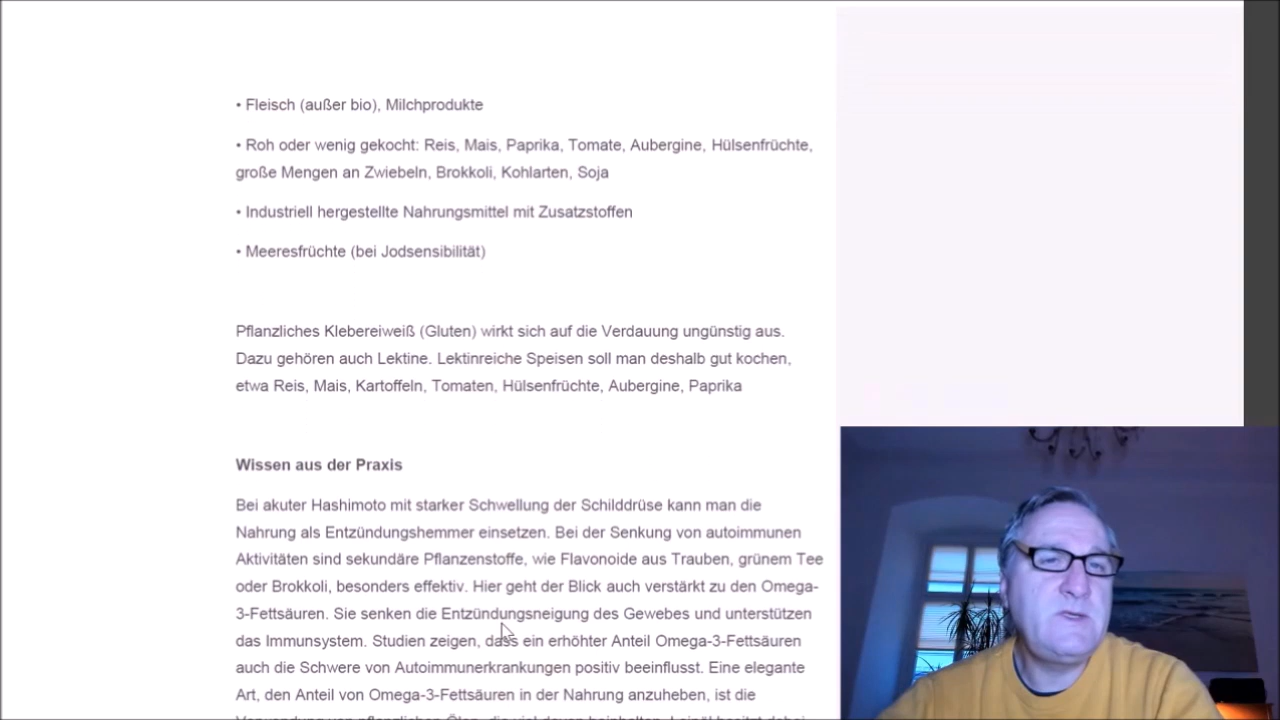 • Fleisch (außer bio), Milchprodukte
• Roh oder wenig gekocht: Reis, Mais, Paprika, Tomate, Aubergine, Hülsenfrüchte,
große Mengen an Zwiebeln, Brokkoli, Kohlarten, Soja
• Industriell hergestellte Nahrungsmittel mit Zusatzstoffen
• Meeresfrüchte (bei Jodsensibilität)
Pflanzliches Klebereiweiß (Gluten) wirkt sich auf die Verdauung ungünstig aus.
Dazu gehören auch Lektine. Lektinreiche Speisen soll man deshalb gut kochen,
etwa Reis, Mais, Kartoffeln, Tomaten, Hülsenfrüchte, Aubergine, Paprika
Wissen aus der Praxis
Bei akuter Hashimoto mit starker Schwellung der Schilddrüse kann man die
Nahrung als Entzündungshemmer einsetzen. Bei der Senkung von autoimmunen
Aktivitäten sind sekundäre Pflanzenstoffe, wie Flavonoide aus Trauben, grünem Tee
oder Brokkoli, besonders effektiv. Hier geht der Blick auch verstärkt zu den Omega-
3-Fettsäuren. Sie senken die Entzündungsneigung des Gewebes und unterstützen
das Immunsystem. Studien zeigen, dass ein erhöhter Anteil Omega-3-Fettsäuren
auch die Schwere von Autoimmunerkrankungen positiv beeinflusst. Eine elegante
Art, den Anteil von Omega-3-Fettsäuren in der Nahrung anzuheben, ist die